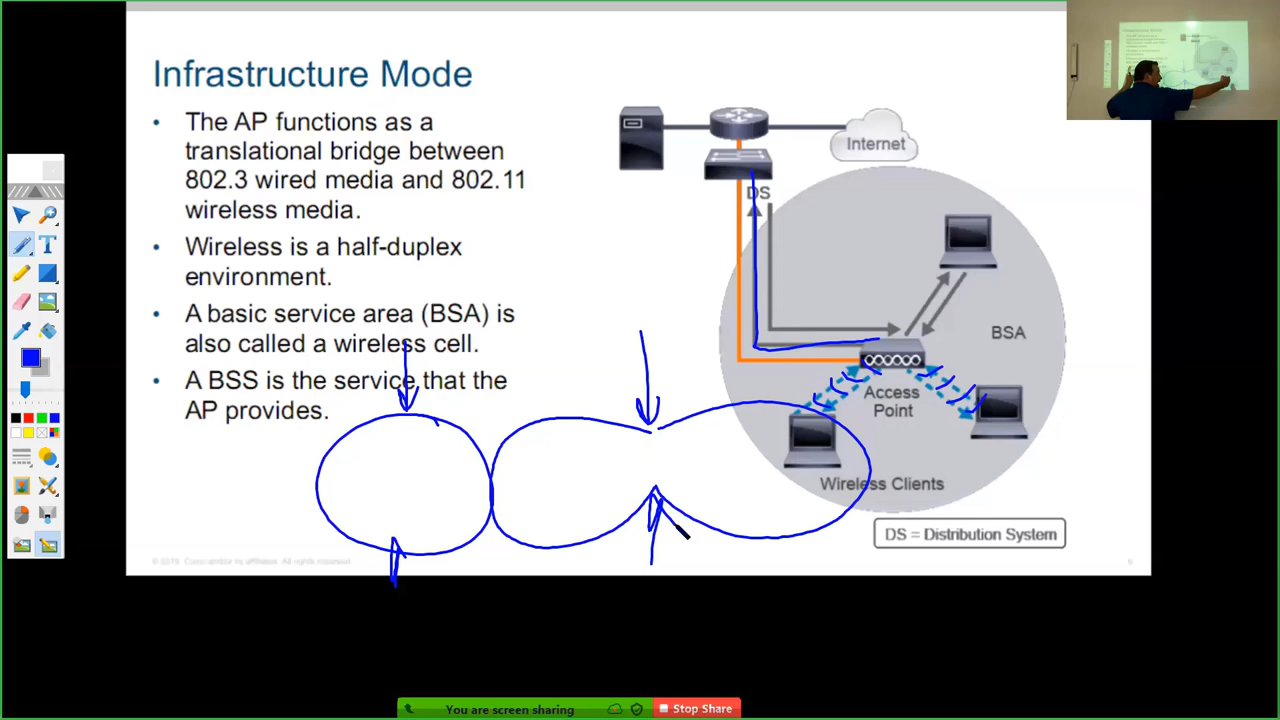 Infrastructure Mode
• The AP functions as a
translational bridge between
802.3 wired media and 802.11
wireless media.
• Wireless is a half-duplex
environment.
• A basic service area (BSA) is
also called a wireless cell.
• A BSS is the service that the
AP provides.
Internet
DS
BSA
Access
Point
Wireless Clients
DS = Distribution System
You are screen sharing
Stop Share